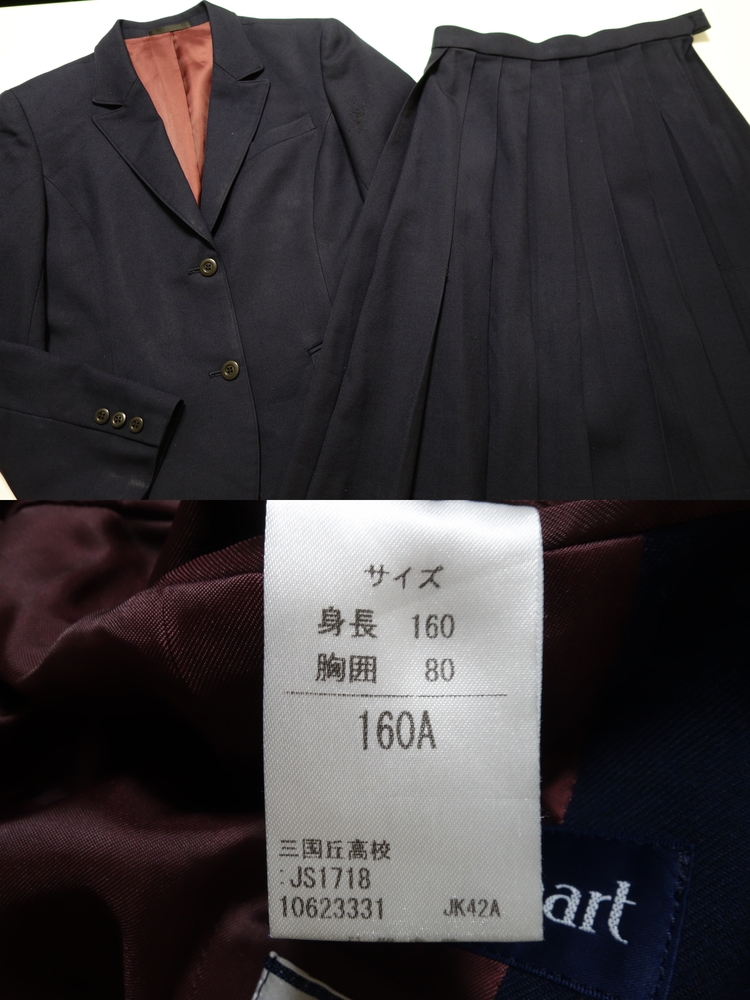 サイズ
身長 160
胸囲 80
160A
三国丘高校
:JS1718
10623331 JK42A
art